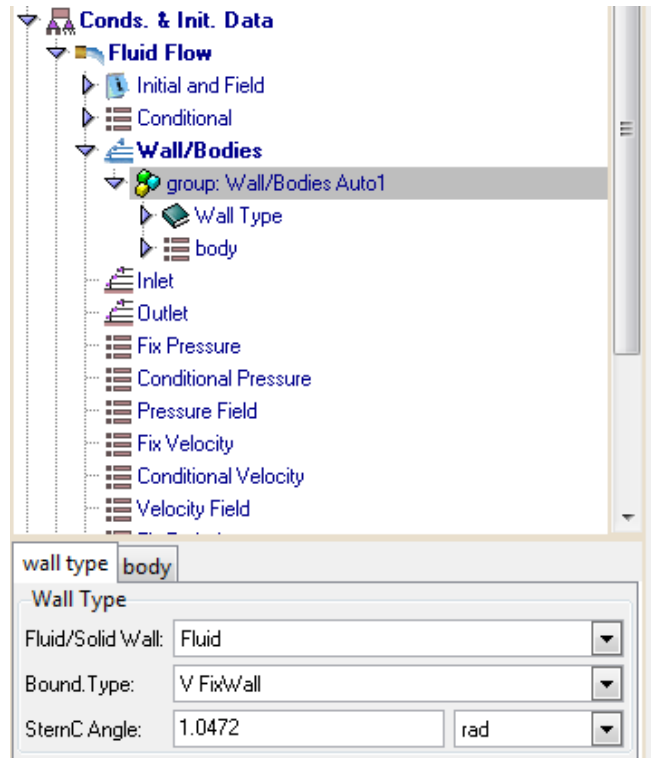 Conds. & Init. Data
Fluid Flow
Initial and Field
Conditional
Wall/Bodies
group: Wall/Bodies Auto1
Wall Type
body
Inlet
Outlet
Fix Pressure
Conditional Pressure
Pressure Field
Fix Velocity
Conditional Velocity
Velocity Field
wall type body
Wall Type
Fluid/Solid Wall: Fluid
Bound.Type: V FixWall
SternC Angle: 1.0472 rad